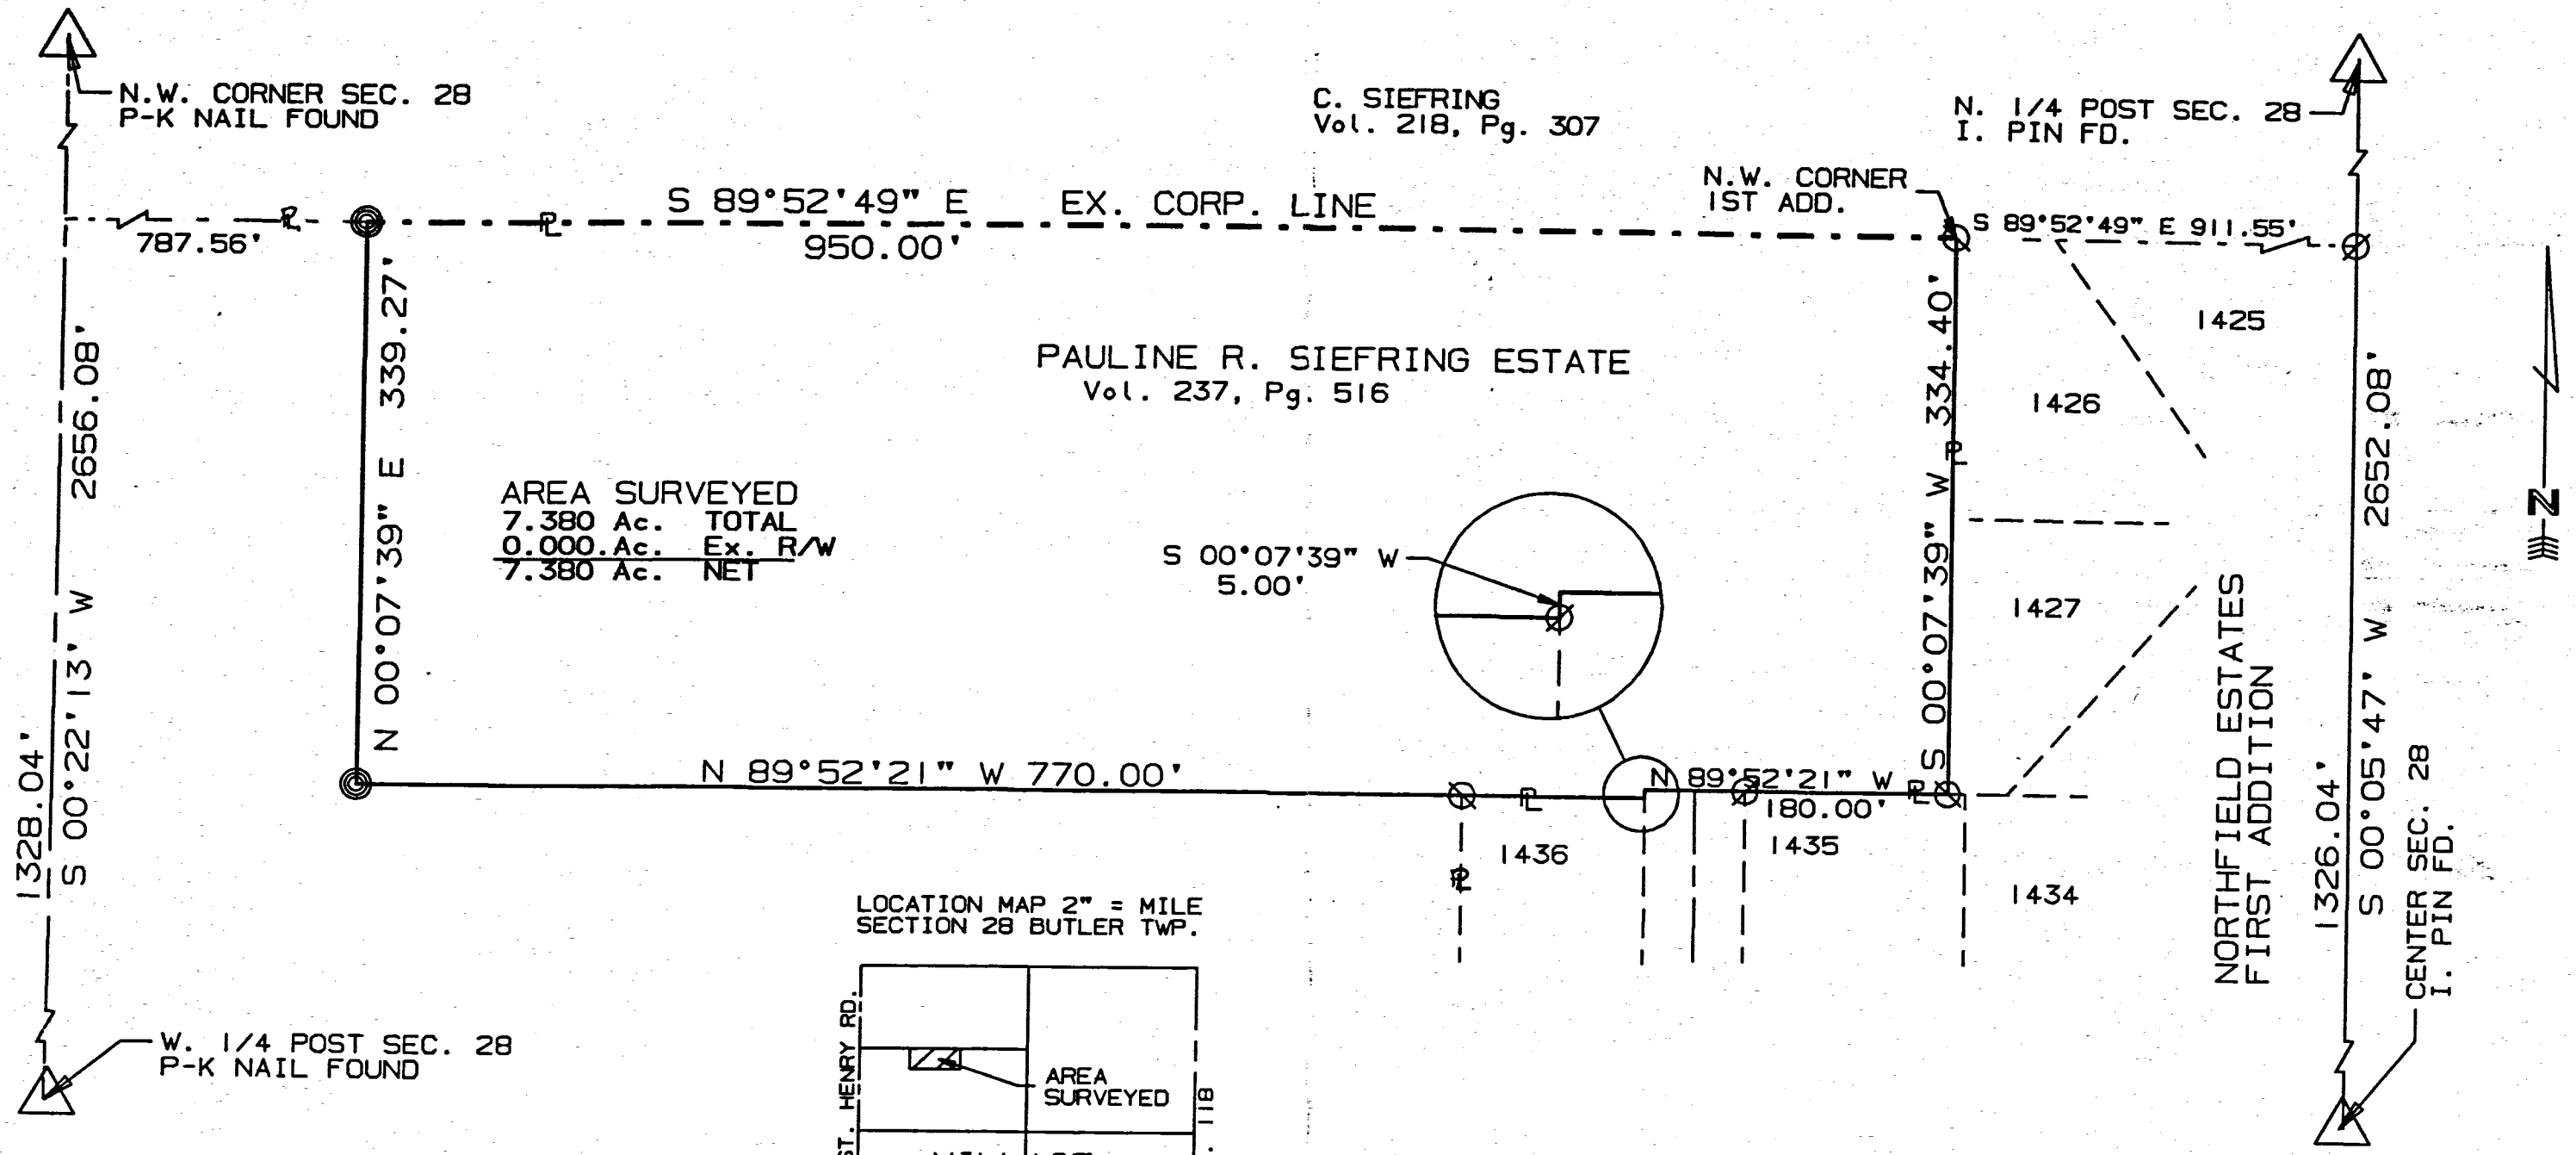 N.W. CORNER SEC. 28
P-K NAIL FOUND
C. SIEFRING
Vol. 218, Pg. 307
N. 1/4 POST SEC. 28
I. PIN FD.
N.W. CORNER
1ST ADD.
S 89°52'49" E EX. CORP. LINE
950.00'
787.56'
S 89°52'49" E 911.55'
PAULINE R. SIEFRING ESTATE
Vol. 237, Pg. 516
N 00°07'39" E 339.27'
S 00°07'39" W 334.40'
1425
1426
1427
AREA SURVEYED
7.380 Ac. TOTAL
0.000.Ac. Ex. R/W
7.380 Ac. NET
S 00°07'39" W
5.00'
N
2656.08'
S 00°22'13' W
1328.04'
2652.08'
S 00°05'47" W
1326.04'
N 89°52'21" W 770.00'
N 89°52'21" W
180.00'
1436
1435
1434
NORTHFIELD ESTATES
FIRST ADDITION
CENTER SEC. 28
I. PIN FD.
W. 1/4 POST SEC. 28
P-K NAIL FOUND
LOCATION MAP 2" = MILE
SECTION 28 BUTLER TWP.
ST. HENRY RD.
AREA
SURVEYED
118